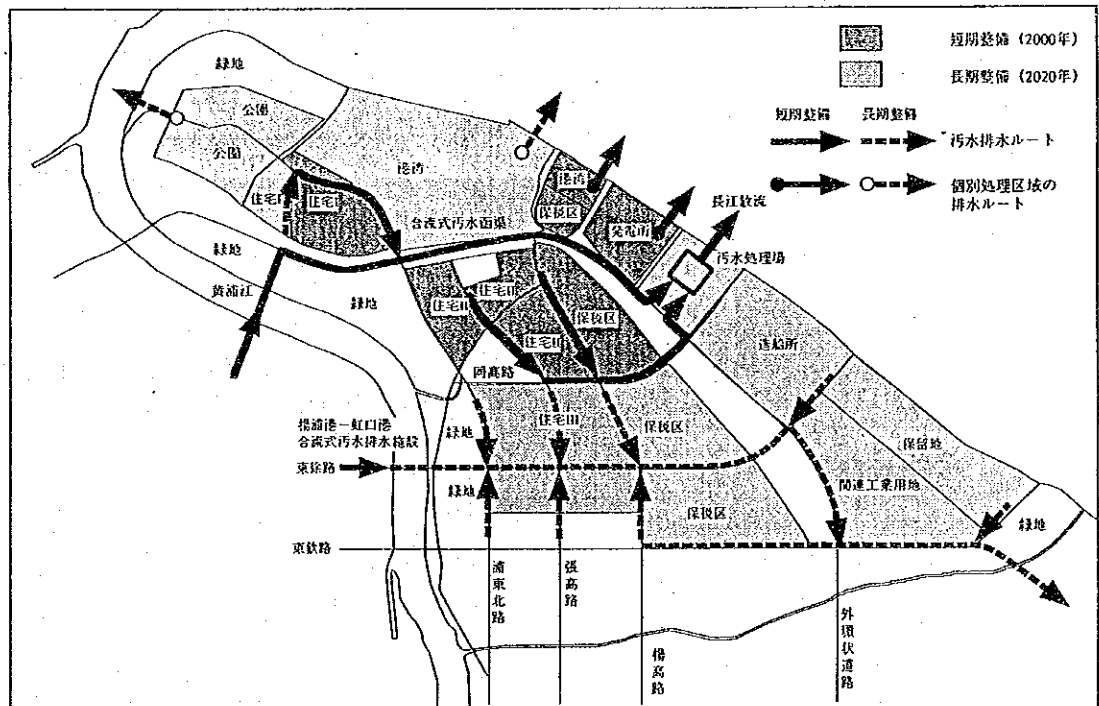 短期整備 (2000年)
長期整備 (2020年)
短期整備 長期整備
汚水排水ルート
個別処理区域の
排水ルート
緑地
公園
公園
住宅I
住宅I
港湾
港湾
保税区
発電所
長江放流
汚水処理場
合流式汚水函渠
緑地
黄浦江
緑地
住宅II
住宅II
住宅II
保税区
造船所
同高路
住宅III
保税区
保留地
楊浦港－虹口港
合流式汚水排水施設
緑地
東徐路
緑地
関連工業用地
保税区
緑地
東鉄路
浦東北路
張高路
楊高路
外環状道路